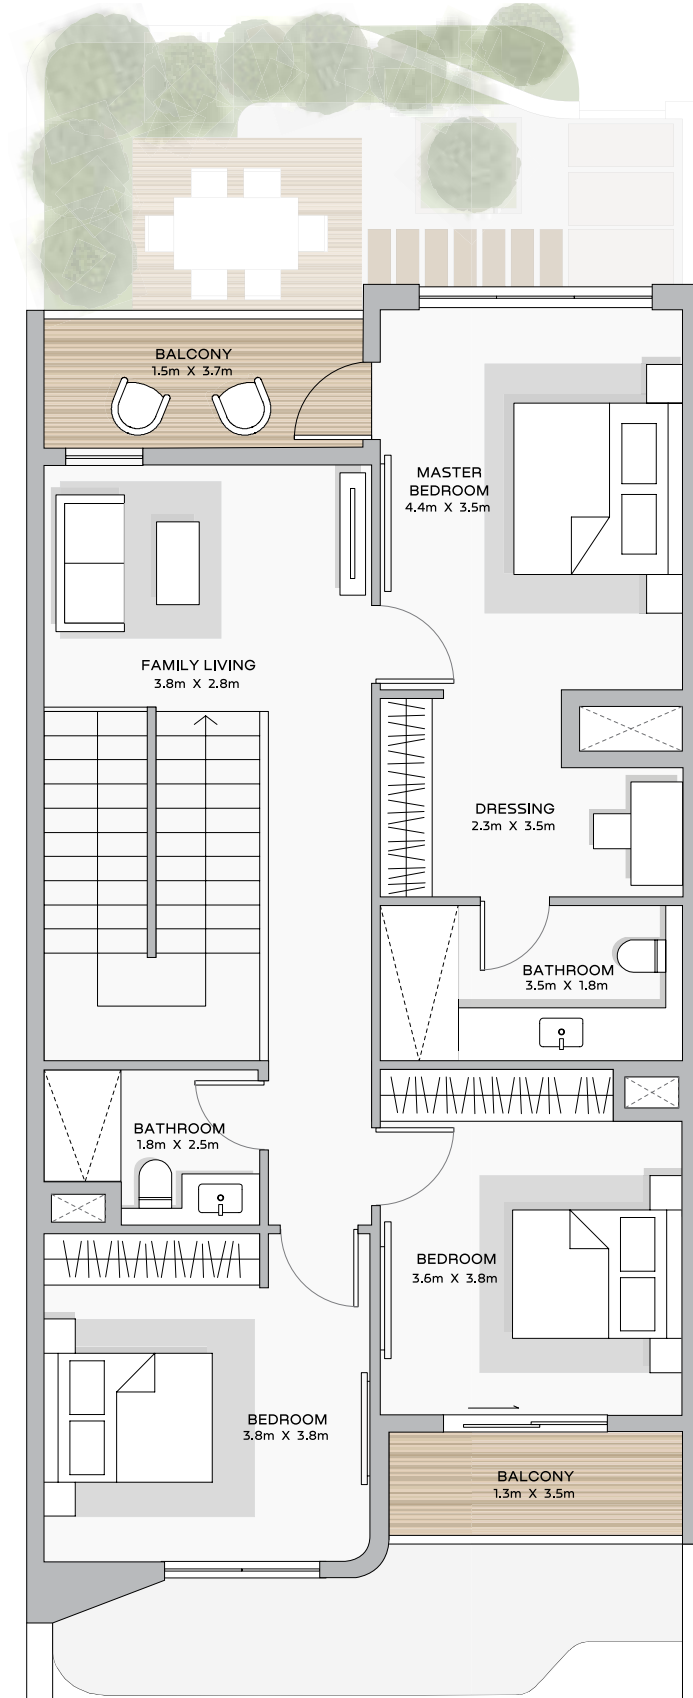 BALCONY
1.5m X 3.7m
MASTER
BEDROOM
4.4m X 3.5m
FAMILY LIVING
3.8m X 2.8m
DRESSING
2.3m X 3.5m
BATHROOM
3.5m X 1.8m
BATHROOM
1.8m X 2.5m
BEDROOM
3.6m X 3.8m
BEDROOM
3.8m X 3.8m
BALCONY
1.3m X 3.5m